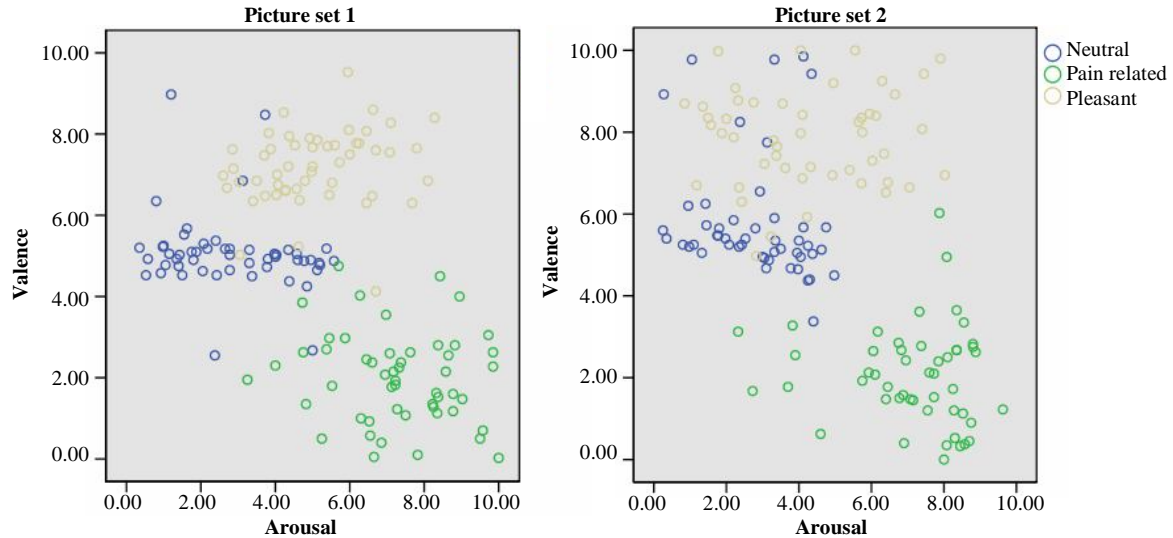 Picture set 1
Picture set 2
Neutral
Pain related
Pleasant
10.00
8.00
6.00
4.00
2.00
0.00
Valence
0.00 2.00 4.00 6.00 8.00 10.00
Arousal
10.00
8.00
6.00
4.00
2.00
0.00
Valence
0.00 2.00 4.00 6.00 8.00 10.00
Arousal